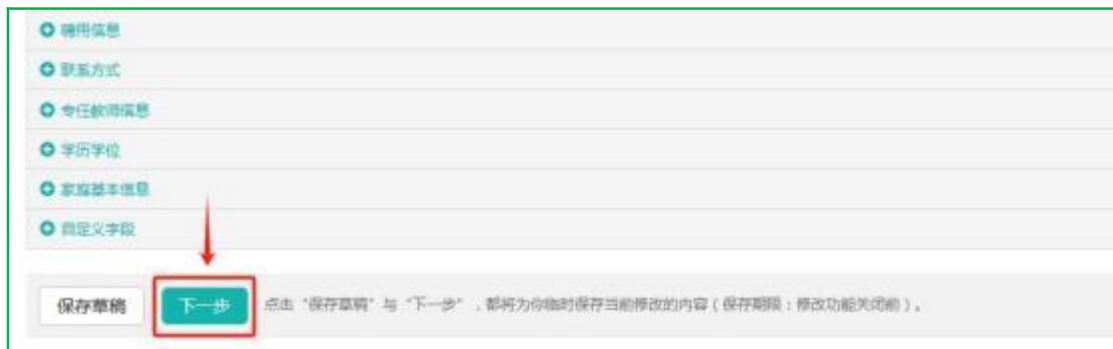 聘用信息
联系方式
专任教师信息
学历学位
家庭基本信息
自定义字段
保存草稿
下一步
点击“保存草稿”与“下一步”，都将为你临时保存当前修改的内容（保存期限：修改功能关闭前）。